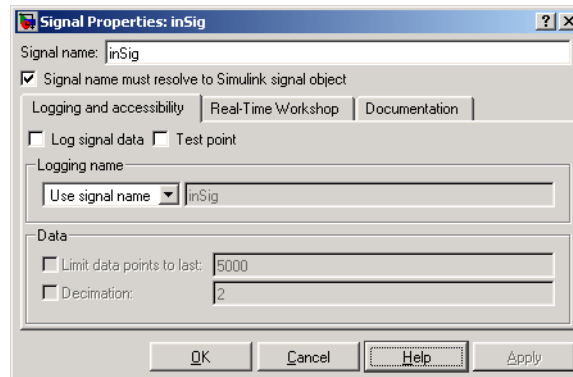 Signal Properties: inSig
Signal name: inSig
Signal name must resolve to Simulink signal object
Logging and accessibility Real-Time Workshop Documentation
Log signal data Test point
Logging name
Use signal name inSig
Data
Limit data points to last: 5000
Decimation: 2
OK Cancel Help Apply